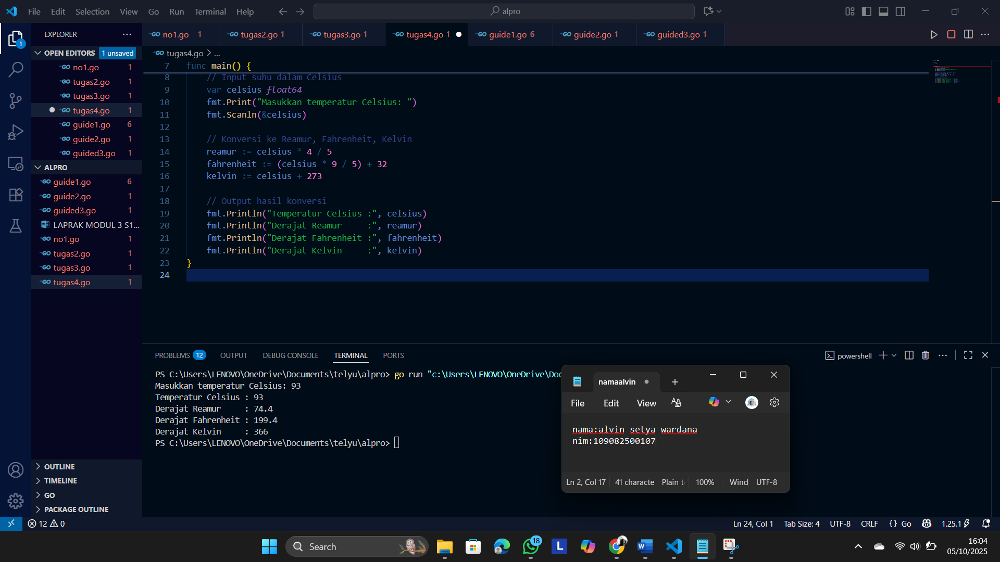 File Edit Selection View Go Run Terminal Help
alpro
EXPLORER
no1.go 1
tugas2.go 1
tugas3.go 1
tugas4.go 1
guide1.go 6
guide2.go 1
guided3.go 1
OPEN EDITORS 1 unsaved
no1.go 1
tugas2.go 1
tugas3.go 1
tugas4.go 1
guide1.go 6
guide2.go 1
guided3.go 1
ALPRO
guide1.go 6
guide2.go 1
guided3.go 1
LAPRAK MODUL 3 S1...
no1.go 1
tugas2.go 1
tugas3.go 1
tugas4.go 1
OUTLINE
TIMELINE
GO
PACKAGE OUTLINE
tugas4.go > ...
7 func main() {
8 // Input suhu dalam Celsius
9 var celsius float64
10 fmt.Print("Masukkan temperatur Celsius: ")
11 fmt.Scanln(&celsius)
12
13 // Konversi ke Reamur, Fahrenheit, Kelvin
14 reamur := celsius * 4 / 5
15 fahrenheit := (celsius * 9 / 5) + 32
16 kelvin := celsius + 273
17
18 // Output hasil konversi
19 fmt.Println("Temperatur Celsius :", celsius)
20 fmt.Println("Derajat Reamur     :", reamur)
21 fmt.Println("Derajat Fahrenheit :", fahrenheit)
22 fmt.Println("Derajat Kelvin     :", kelvin)
23 }
24
PROBLEMS 12 OUTPUT DEBUG CONSOLE TERMINAL PORTS
powershell
PS C:\Users\LENOVO\OneDrive\Documents\telyu\alpro> go run "c:\Users\LENOVO\OneDrive\Doc
Masukkan temperatur Celsius: 93
Temperatur Celsius : 93
Derajat Reamur     : 74.4
Derajat Fahrenheit : 199.4
Derajat Kelvin     : 366
PS C:\Users\LENOVO\OneDrive\Documents\telyu\alpro>
namaalvin
File Edit View
nama:alvin setya wardana
nim:109082500107
Ln 2, Col 17 41 characte Plain t 100% Wind UTF-8
12 0
Ln 24, Col 1 Tab Size: 4 UTF-8 CRLF {} Go 1.25.1
Search
18
L
16:04
05/10/2025